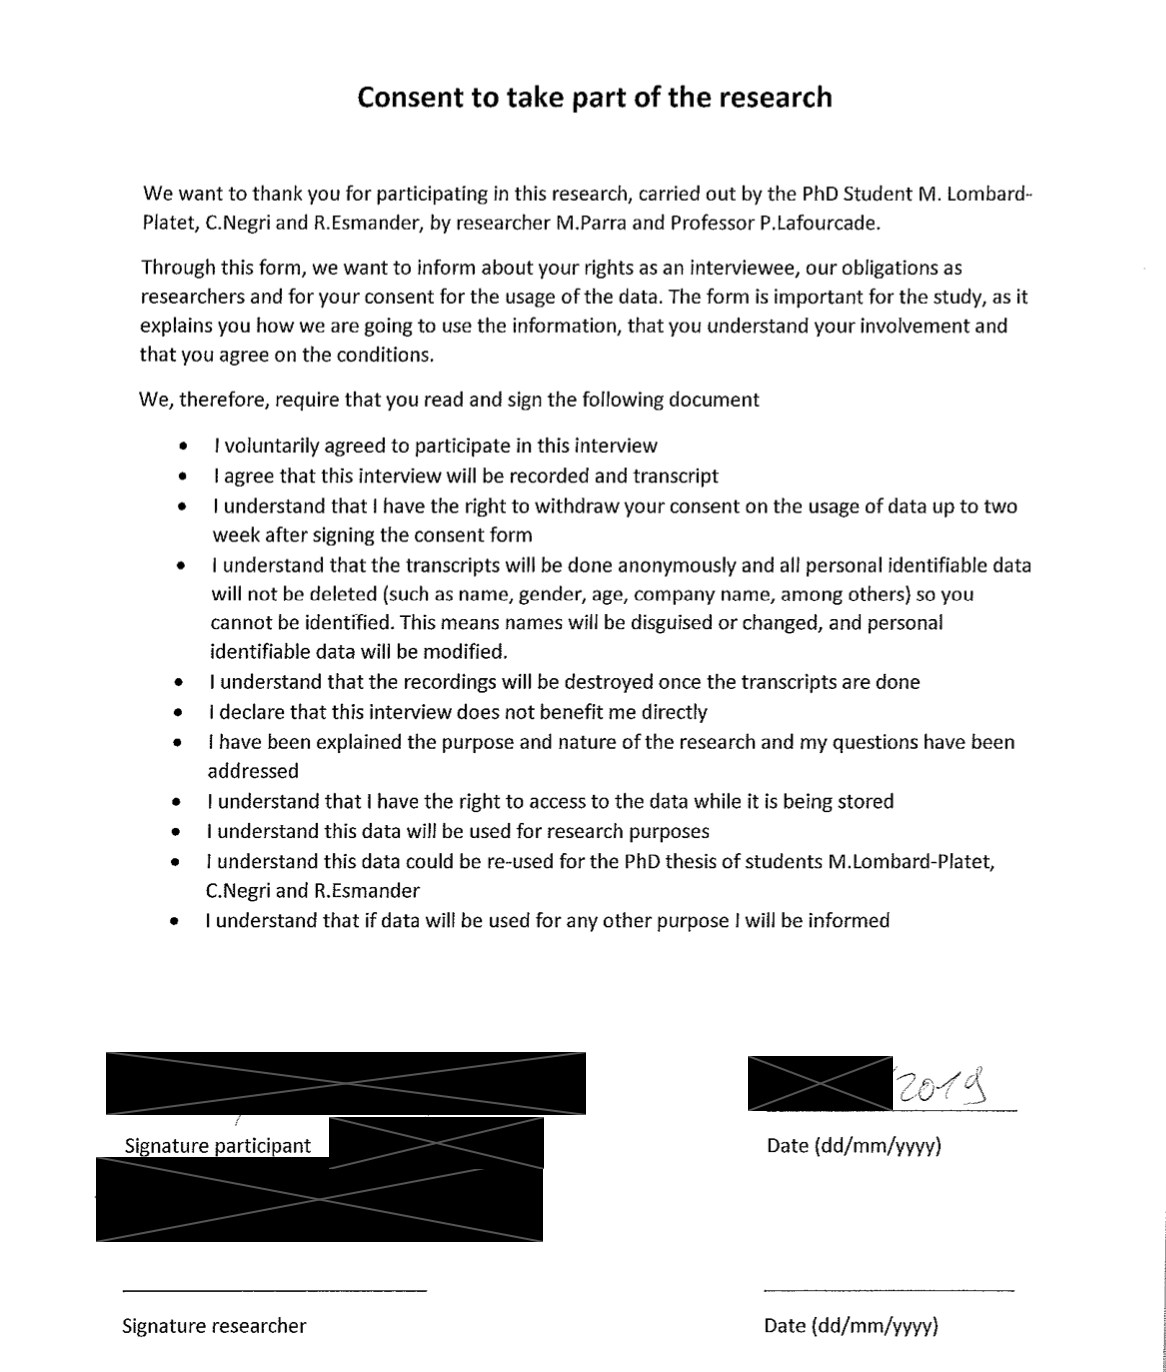 Consent to take part of the research
We want to thank you for participating in this research, carried out by the PhD Student M. Lombard-
Platet, C.Negri and R.Esmander, by researcher M.Parra and Professor P.Lafourcade.
Through this form, we want to inform about your rights as an interviewee, our obligations as
researchers and for your consent for the usage of the data. The form is important for the study, as it
explains you how we are going to use the information, that you understand your involvement and
that you agree on the conditions.
We, therefore, require that you read and sign the following document
• I voluntarily agreed to participate in this interview
• I agree that this interview will be recorded and transcript
• I understand that I have the right to withdraw your consent on the usage of data up to two
week after signing the consent form
• I understand that the transcripts will be done anonymously and all personal identifiable data
will not be deleted (such as name, gender, age, company name, among others) so you
cannot be identified. This means names will be disguised or changed, and personal
identifiable data will be modified.
• I understand that the recordings will be destroyed once the transcripts are done
• I declare that this interview does not benefit me directly
• I have been explained the purpose and nature of the research and my questions have been
addressed
• I understand that I have the right to access to the data while it is being stored
• I understand this data will be used for research purposes
• I understand this data could be re-used for the PhD thesis of students M.Lombard-Platet,
C.Negri and R.Esmander
• I understand that if data will be used for any other purpose I will be informed
2019
Signature participant
Date (dd/mm/yyyy)
Signature researcher
Date (dd/mm/yyyy)